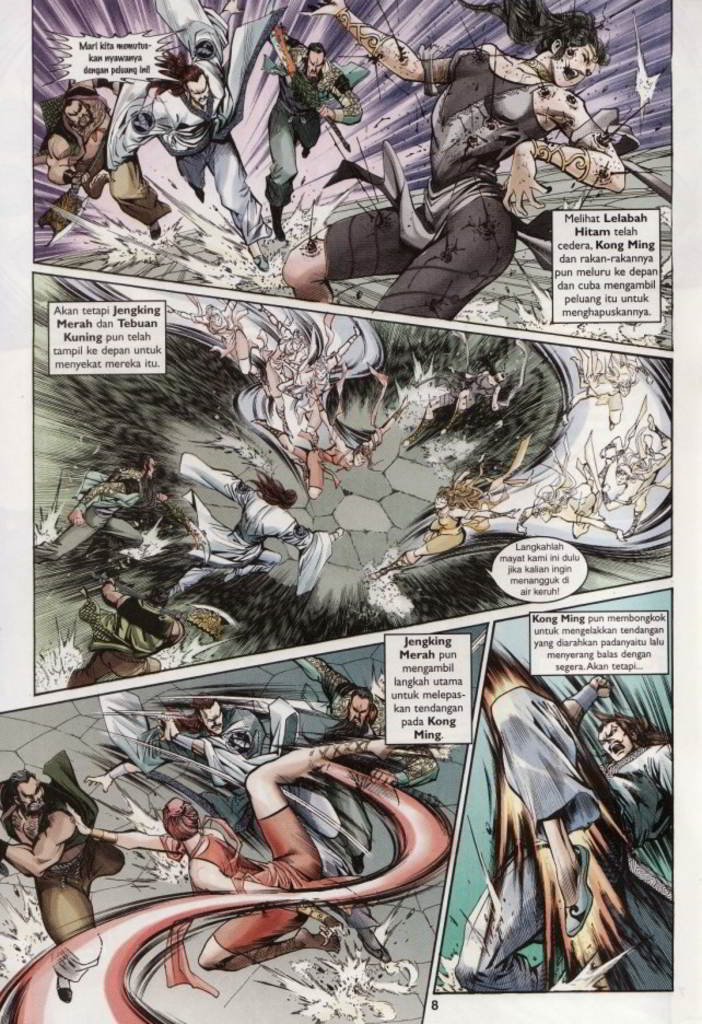 Mari kita memutus-
kan nyawanya
dengan peluang ini!
Melihat Lelabah
Hitam telah
cedera, Kong Ming
dan rakan-rakannya
pun meluru ke depan
dan cuba mengambil
peluang itu untuk
menghapuskannya.
Akan tetapi Jengking
Merah dan Tebuan
Kuning pun telah
tampil ke depan untuk
menyekat mereka itu.
Langkahlah
mayat kami ini dulu
jika kalian ingin
menangguk di
air keruh!
Jengking
Merah pun
mengambil
langkah utama
untuk melepas-
kan tendangan
pada Kong
Ming.
Kong Ming pun membongkok
untuk mengelakkan tendangan
yang diarahkan padanyaitu lalu
menyerang balas dengan
segera. Akan tetapi...
8